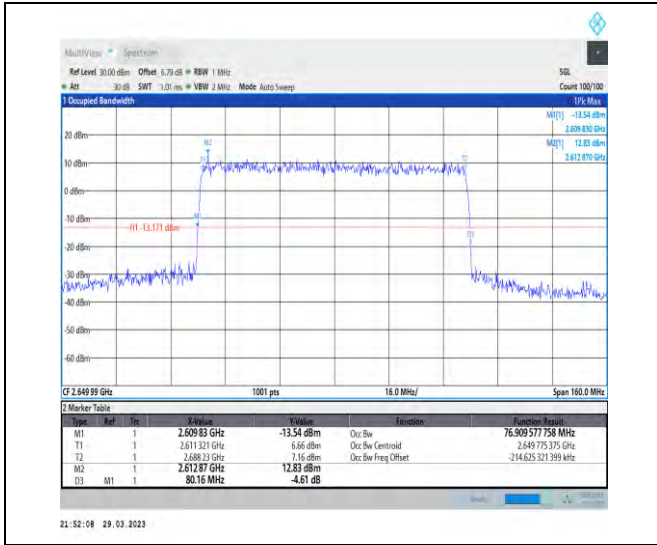 MultiView Spectrum
Ref Level 30.00 dBm Offset 6.79 dB RBW 1 MHz SGL
Att 30 dB SWT 1.01 ms VBW 2 MHz Mode Auto Sweep Count 100/100
1 Occupied Bandwidth 1Pk Max
M1[1] -13.54 dBm
2.609 830 GHz
M2[1] 12.83 dBm
2.612 870 GHz
20 dBm
M2
T1 T2
10 dBm
0 dBm
-10 dBm
M1
H1 -13.171 dBm
D3
-20 dBm
-30 dBm
-40 dBm
-50 dBm
-60 dBm
CF 2.649 99 GHz 1001 pts 16.0 MHz/ Span 160.0 MHz
2 Marker Table
Type Ref Trc X-Value Y-Value Function Function Result
M1 1 2.609 83 GHz -13.54 dBm Occ Bw 76.909 577 758 MHz
T1 1 2.611 321 GHz 6.66 dBm Occ Bw Centroid 2.649 775 375 GHz
T2 1 2.688 23 GHz 7.16 dBm Occ Bw Freq Offset -214.625 321 399 kHz
M2 1 2.612 87 GHz 12.83 dBm
D3 M1 1 80.16 MHz -4.61 dB
21:52:08 29.03.2023